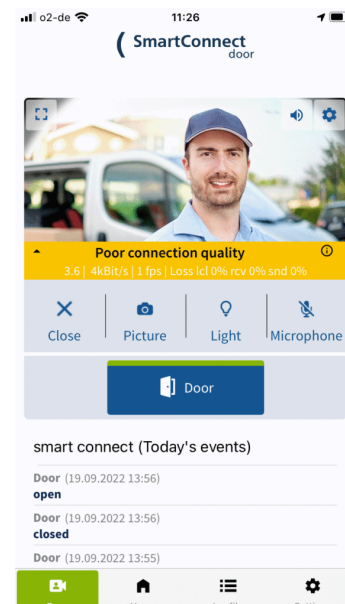 o2-de
11:26
SmartConnect
door
Poor connection quality
3.6 | 4kBit/s | 1 fps | Loss lcl 0% rcv 0% snd 0%
Close
Picture
Light
Microphone
Door
smart connect (Today's events)
Door (19.09.2022 13:56)
open
Door (19.09.2022 13:56)
closed
Door (19.09.2022 13:55)